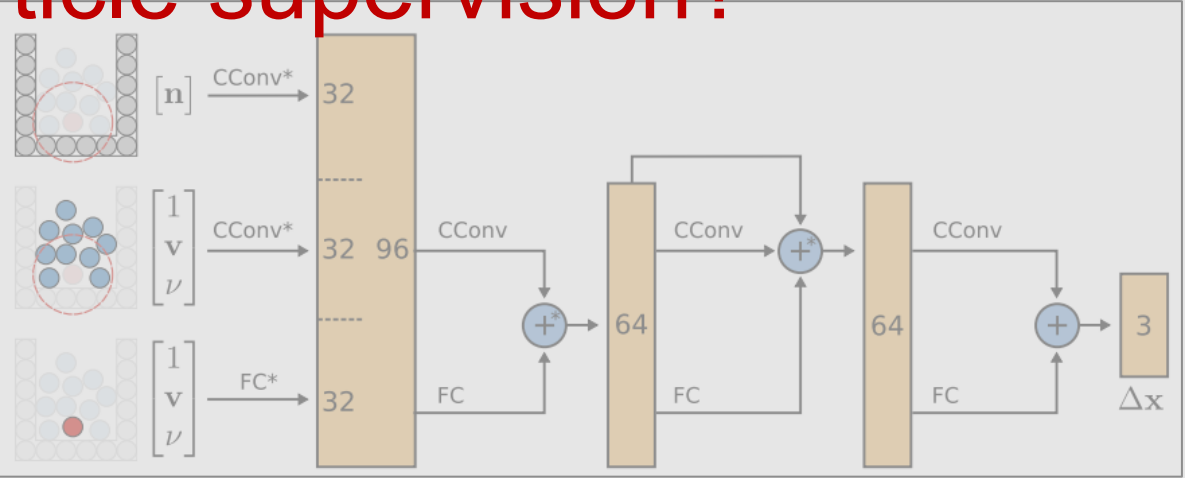 ticle supervision?
[n] CConv* 32
[1 v ν] CConv* 32 96 CConv + * 64 CConv + * 64 CConv + 3
Δx
[1 v ν] FC* 32 FC FC FC